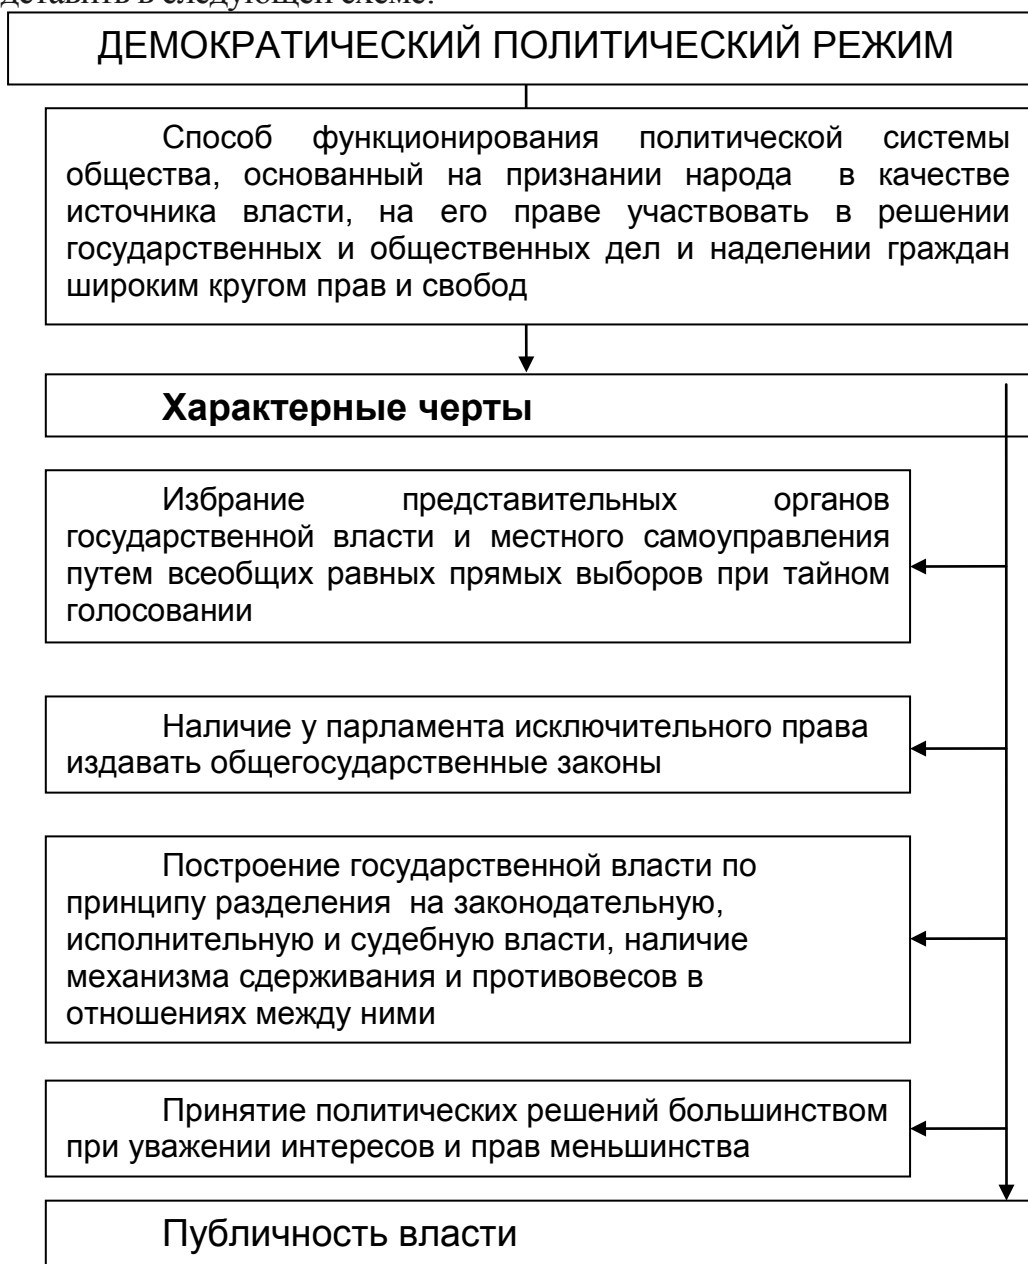 в следующей схеме:
ДЕМОКРАТИЧЕСКИЙ ПОЛИТИЧЕСКИЙ РЕЖИМ
Способ функционирования политической системы
общества, основанный на признании народа в качестве
источника власти, на его праве участвовать в решении
государственных и общественных дел и наделении граждан
широким кругом прав и свобод
Характерные черты
Избрание представительных органов
государственной власти и местного самоуправления
путем всеобщих равных прямых выборов при тайном
голосовании
Наличие у парламента исключительного права
издавать общегосударственные законы
Построение государственной власти по
принципу разделения на законодательную,
исполнительную и судебную власти, наличие
механизма сдерживания и противовесов в
отношениях между ними
Принятие политических решений большинством
при уважении интересов и прав меньшинства
Публичность власти